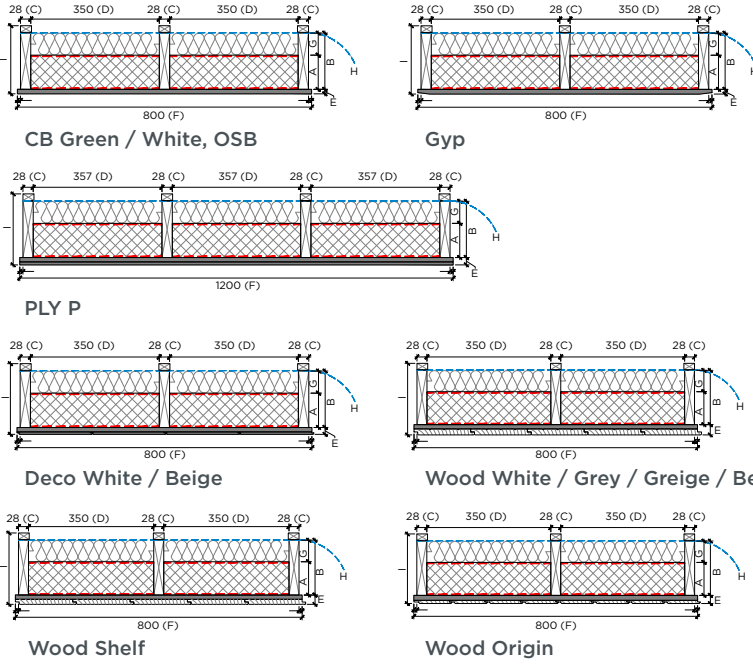 28 (C) 350 (D) 28 (C) 350 (D) 28 (C)
I G A B H E
800 (F)
CB Green / White, OSB
28 (C) 350 (D) 28 (C) 350 (D) 28 (C)
I G A B H E
800 (F)
Gyp
28 (C) 357 (D) 28 (C) 357 (D) 28 (C) 357 (D) 28 (C)
I G A B H E
1200 (F)
PLY P
28 (C) 350 (D) 28 (C) 350 (D) 28 (C)
I G A B H E
800 (F)
Deco White / Beige
28 (C) 350 (D) 28 (C) 350 (D) 28 (C)
I G A B H E
800 (F)
Wood White / Grey / Greige / Be
28 (C) 350 (D) 28 (C) 350 (D) 28 (C)
I G A B H E
800 (F)
Wood Shelf
28 (C) 350 (D) 28 (C) 350 (D) 28 (C)
I G A B H E
800 (F)
Wood Origin